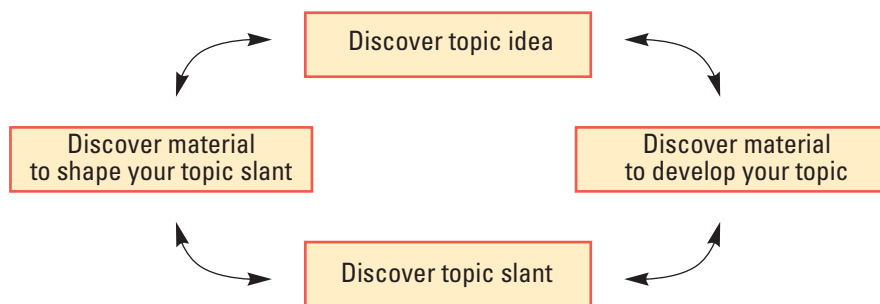 Discover topic idea
Discover material
to shape your topic slant
Discover material
to develop your topic
Discover topic slant